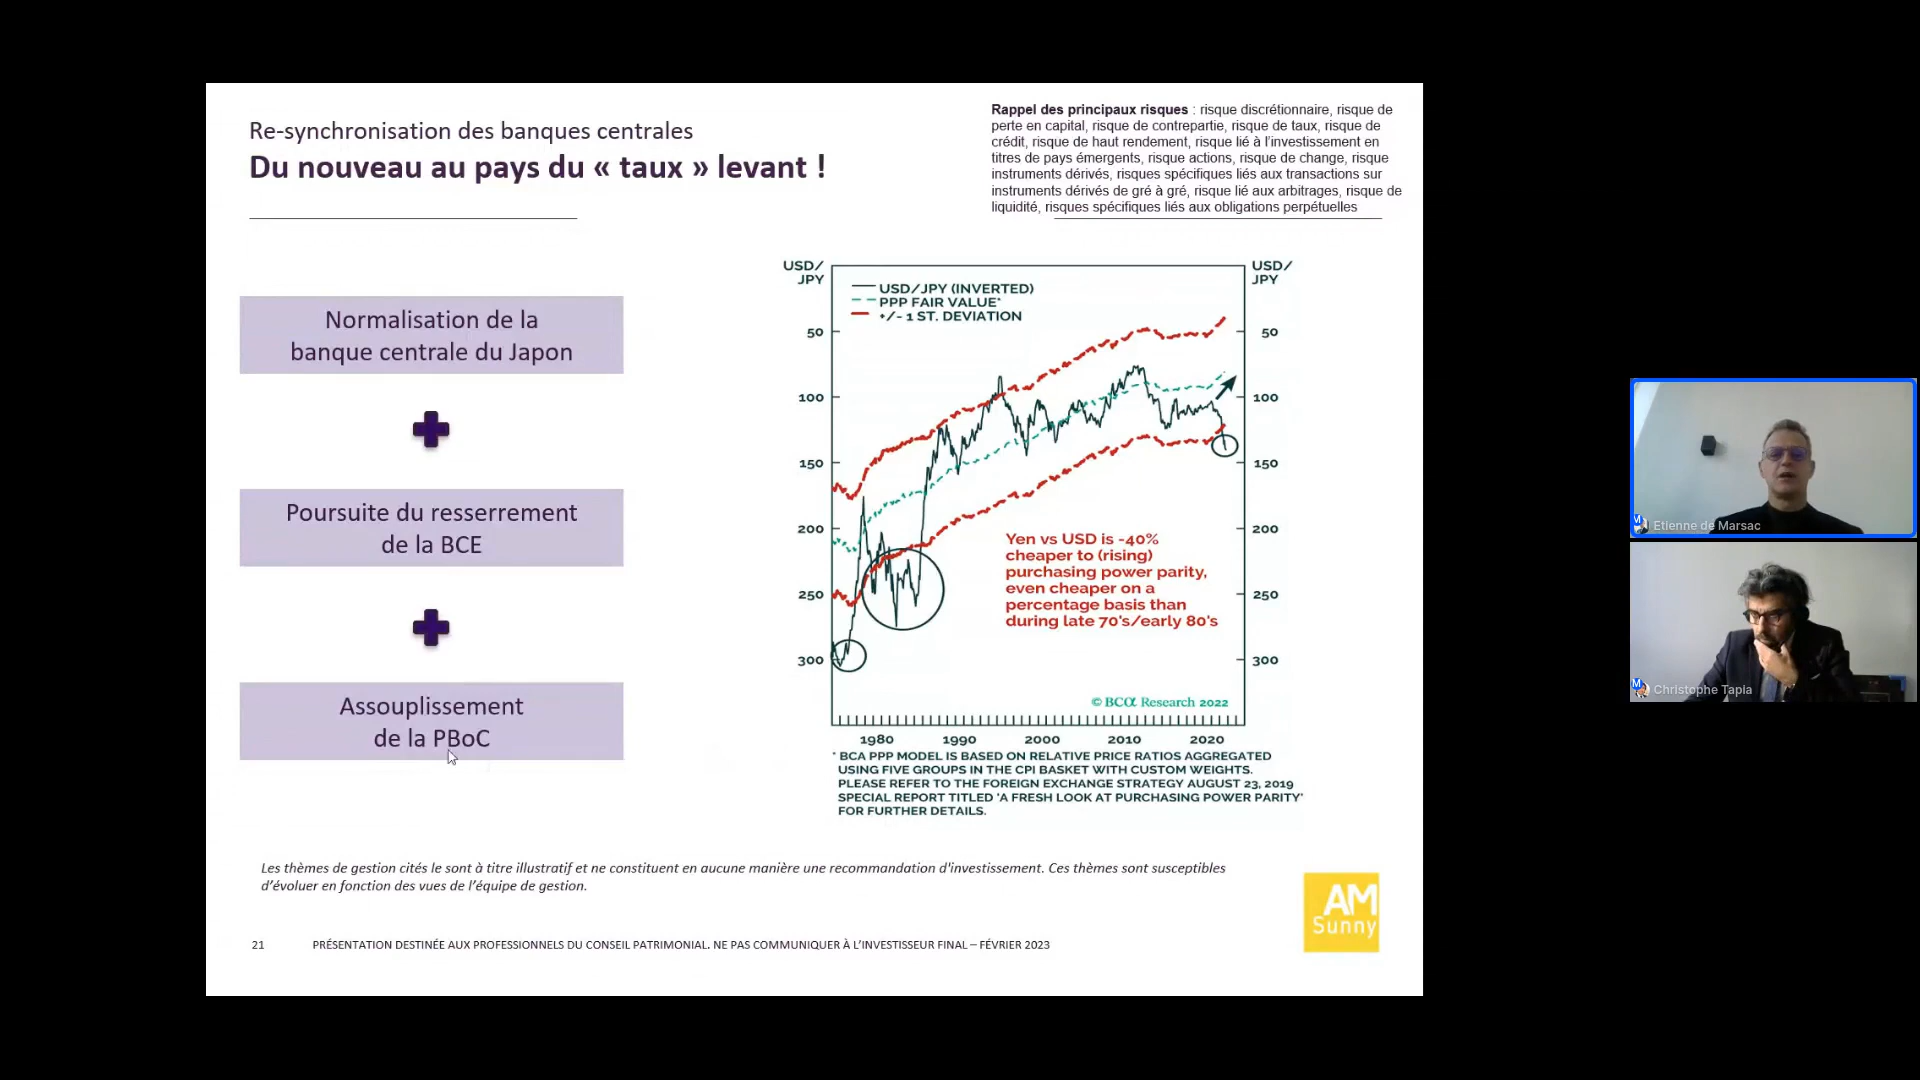 Re-synchronisation des banques centrales
Du nouveau au pays du « taux » levant !
Rappel des principaux risques : risque discrétionnaire, risque de
perte en capital, risque de contrepartie, risque de taux, risque de
crédit, risque de haut rendement, risque lié à l’investissement en
titres de pays émergents, risque actions, risque de change, risque
instruments dérivés, risques spécifiques liés aux transactions sur
instruments dérivés de gré à gré, risque lié aux arbitrages, risque de
liquidité, risques spécifiques liés aux obligations perpétuelles
Normalisation de la
banque centrale du Japon
Poursuite du resserrement
de la BCE
Assouplissement
de la PBoC
USD/
JPY
USD/
JPY
USD/JPY (INVERTED)
PPP FAIR VALUE*
+/- 1 ST. DEVIATION
50
50
100
100
150
150
200
200
250
250
300
300
Yen vs USD is -40%
cheaper to (rising)
purchasing power parity,
even cheaper on a
percentage basis than
during late 70's/early 80's
© BCα Research 2022
1980 1990 2000 2010 2020
* BCA PPP MODEL IS BASED ON RELATIVE PRICE RATIOS AGGREGATED
USING FIVE GROUPS IN THE CPI BASKET WITH CUSTOM WEIGHTS.
PLEASE REFER TO THE FOREIGN EXCHANGE STRATEGY AUGUST 23, 2019
SPECIAL REPORT TITLED 'A FRESH LOOK AT PURCHASING POWER PARITY'
FOR FURTHER DETAILS.
Les thèmes de gestion cités le sont à titre illustratif et ne constituent en aucune manière une recommandation d'investissement. Ces thèmes sont susceptibles
d’évoluer en fonction des vues de l’équipe de gestion.
AM
Sunny
21 PRÉSENTATION DESTINÉE AUX PROFESSIONNELS DU CONSEIL PATRIMONIAL. NE PAS COMMUNIQUER À L’INVESTISSEUR FINAL – FÉVRIER 2023
M
Etienne de Marsac
M
Christophe Tapia